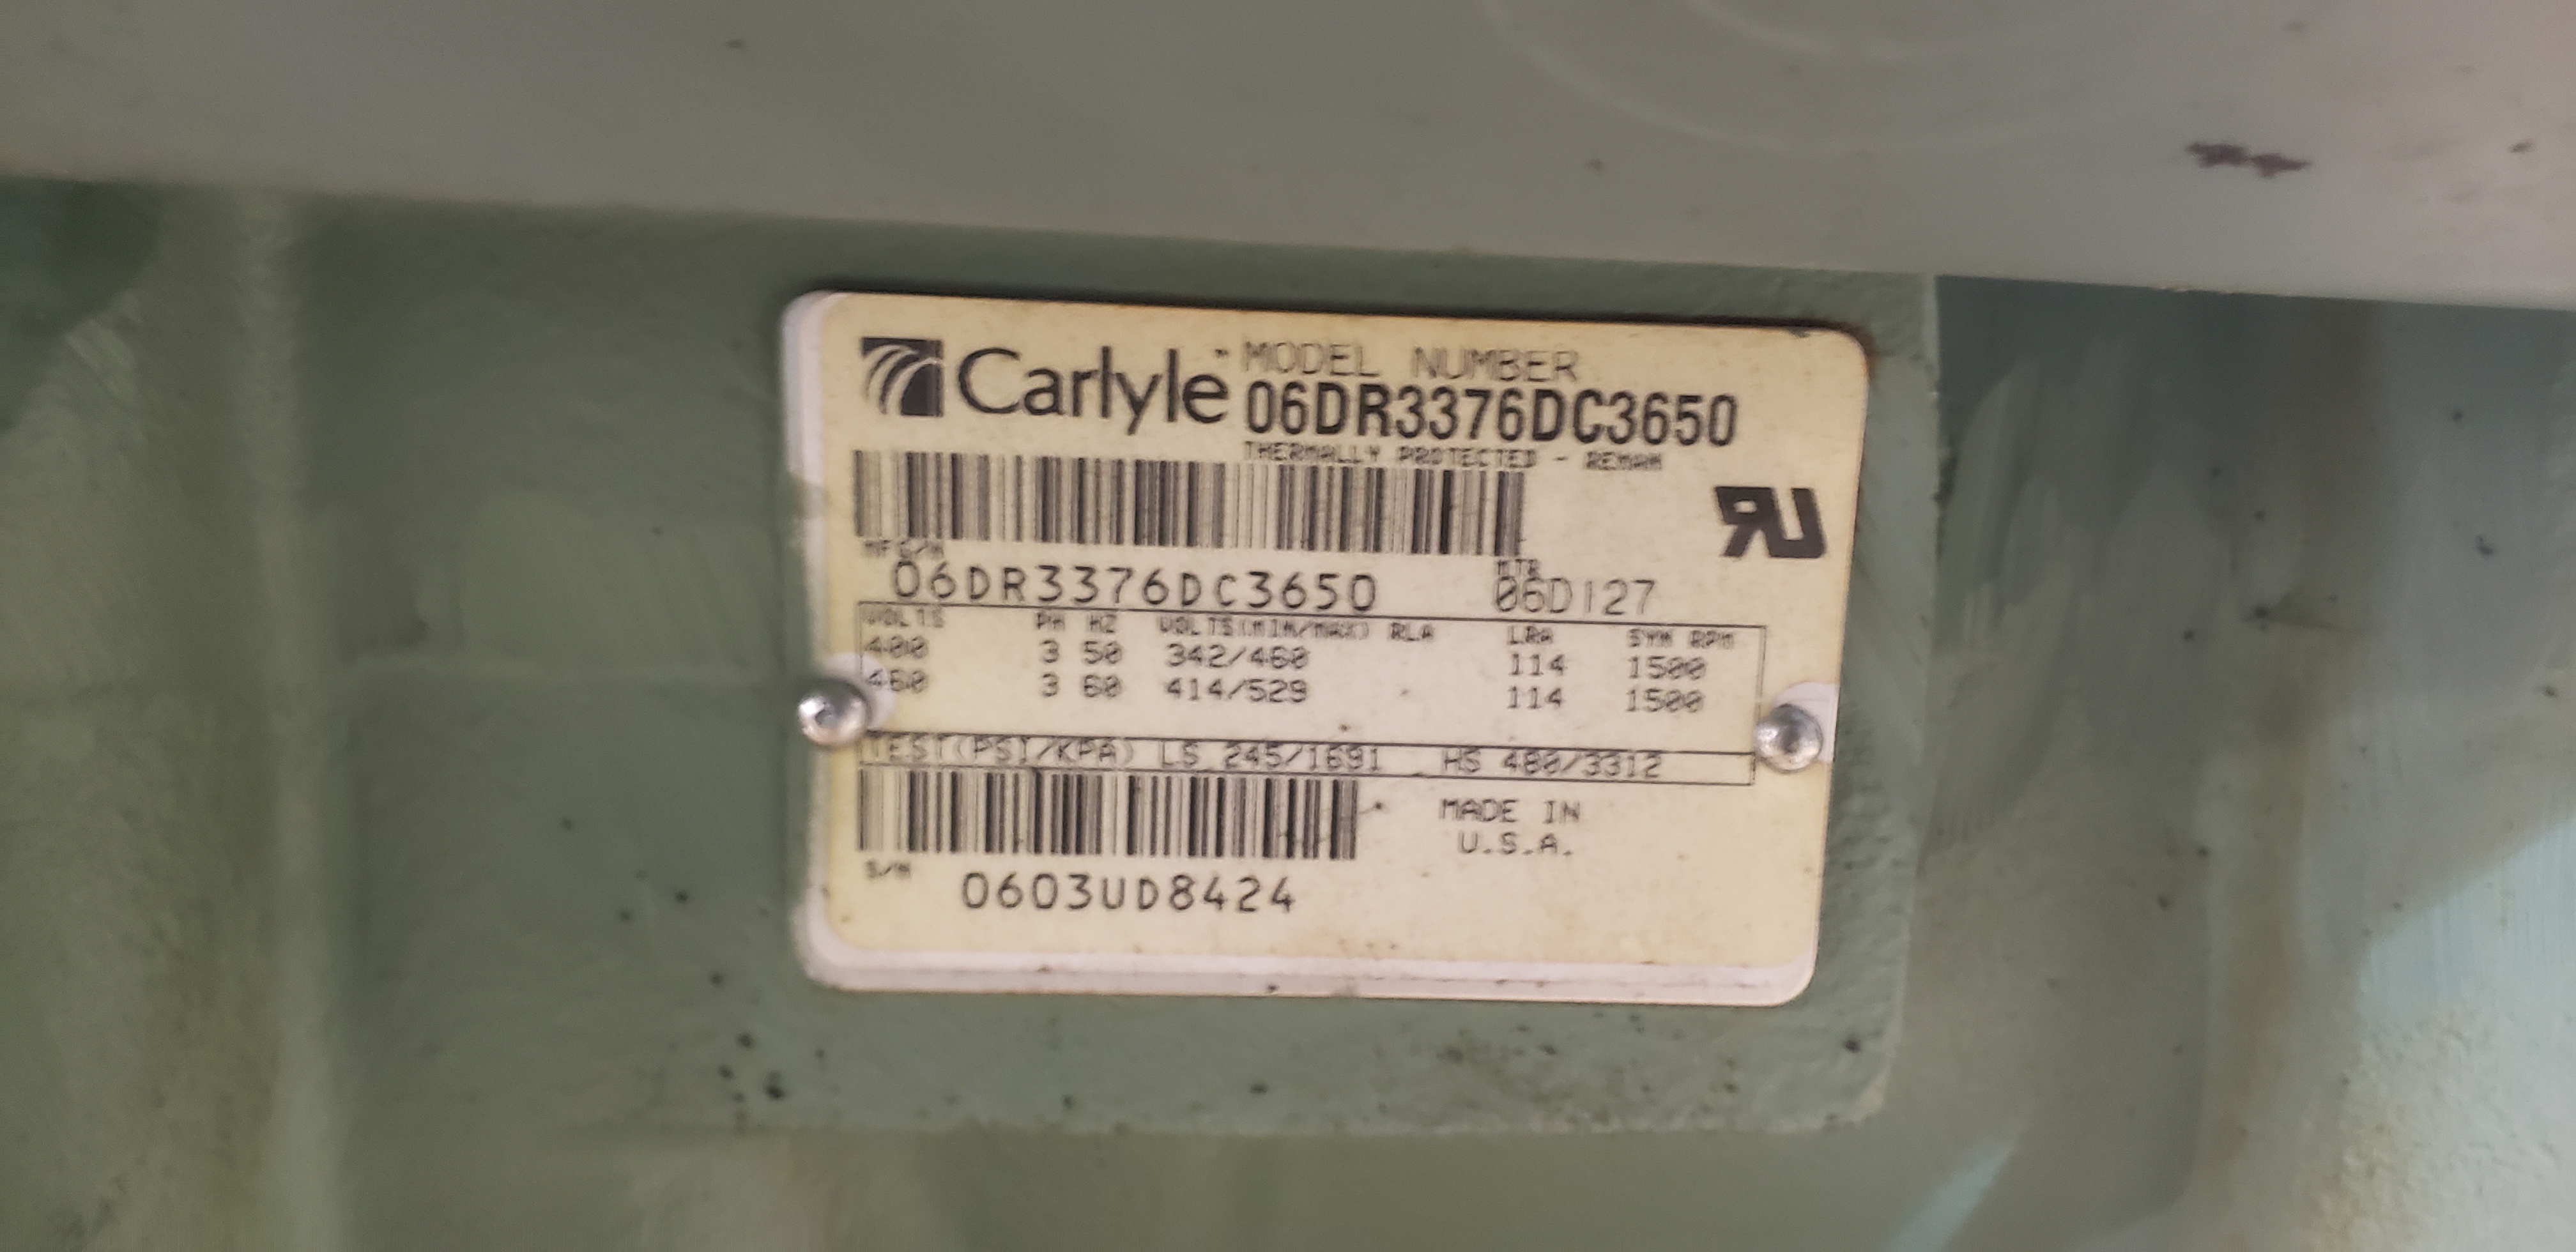 Carlyle™ MODEL NUMBER
06DR3376DC3650
THERMALLY PROTECTED - REMAN
MFG/N MTR
06DR3376DC3650 06D127
VOLTS PH HZ VOLTS(MIN/MAX) RLA LRA SYN RPM
400 3 50 342/460 114 1500
460 3 60 414/529 114 1500
TEST(PSI/KPA) LS 245/1691 HS 480/3312
MADE IN
U.S.A.
S/N
0603UD8424